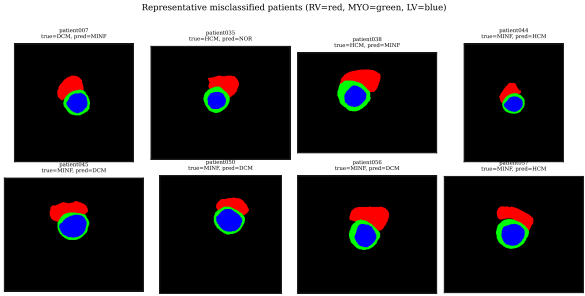 Representative misclassified patients (RV=red, MYO=green, LV=blue)
patient007
true=DCM, pred=MINF
patient035
true=HCM, pred=NOR
patient038
true=HCM, pred=MINF
patient044
true=MINF, pred=HCM
patient045
true=MINF, pred=DCM
patient050
true=MINF, pred=DCM
patient056
true=MINF, pred=DCM
patient057
true=MINF, pred=HCM